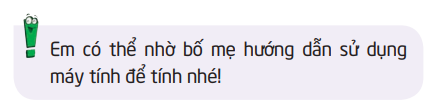 Em có thể nhờ bố mẹ hướng dẫn sử dụng
máy tính để tính nhé!